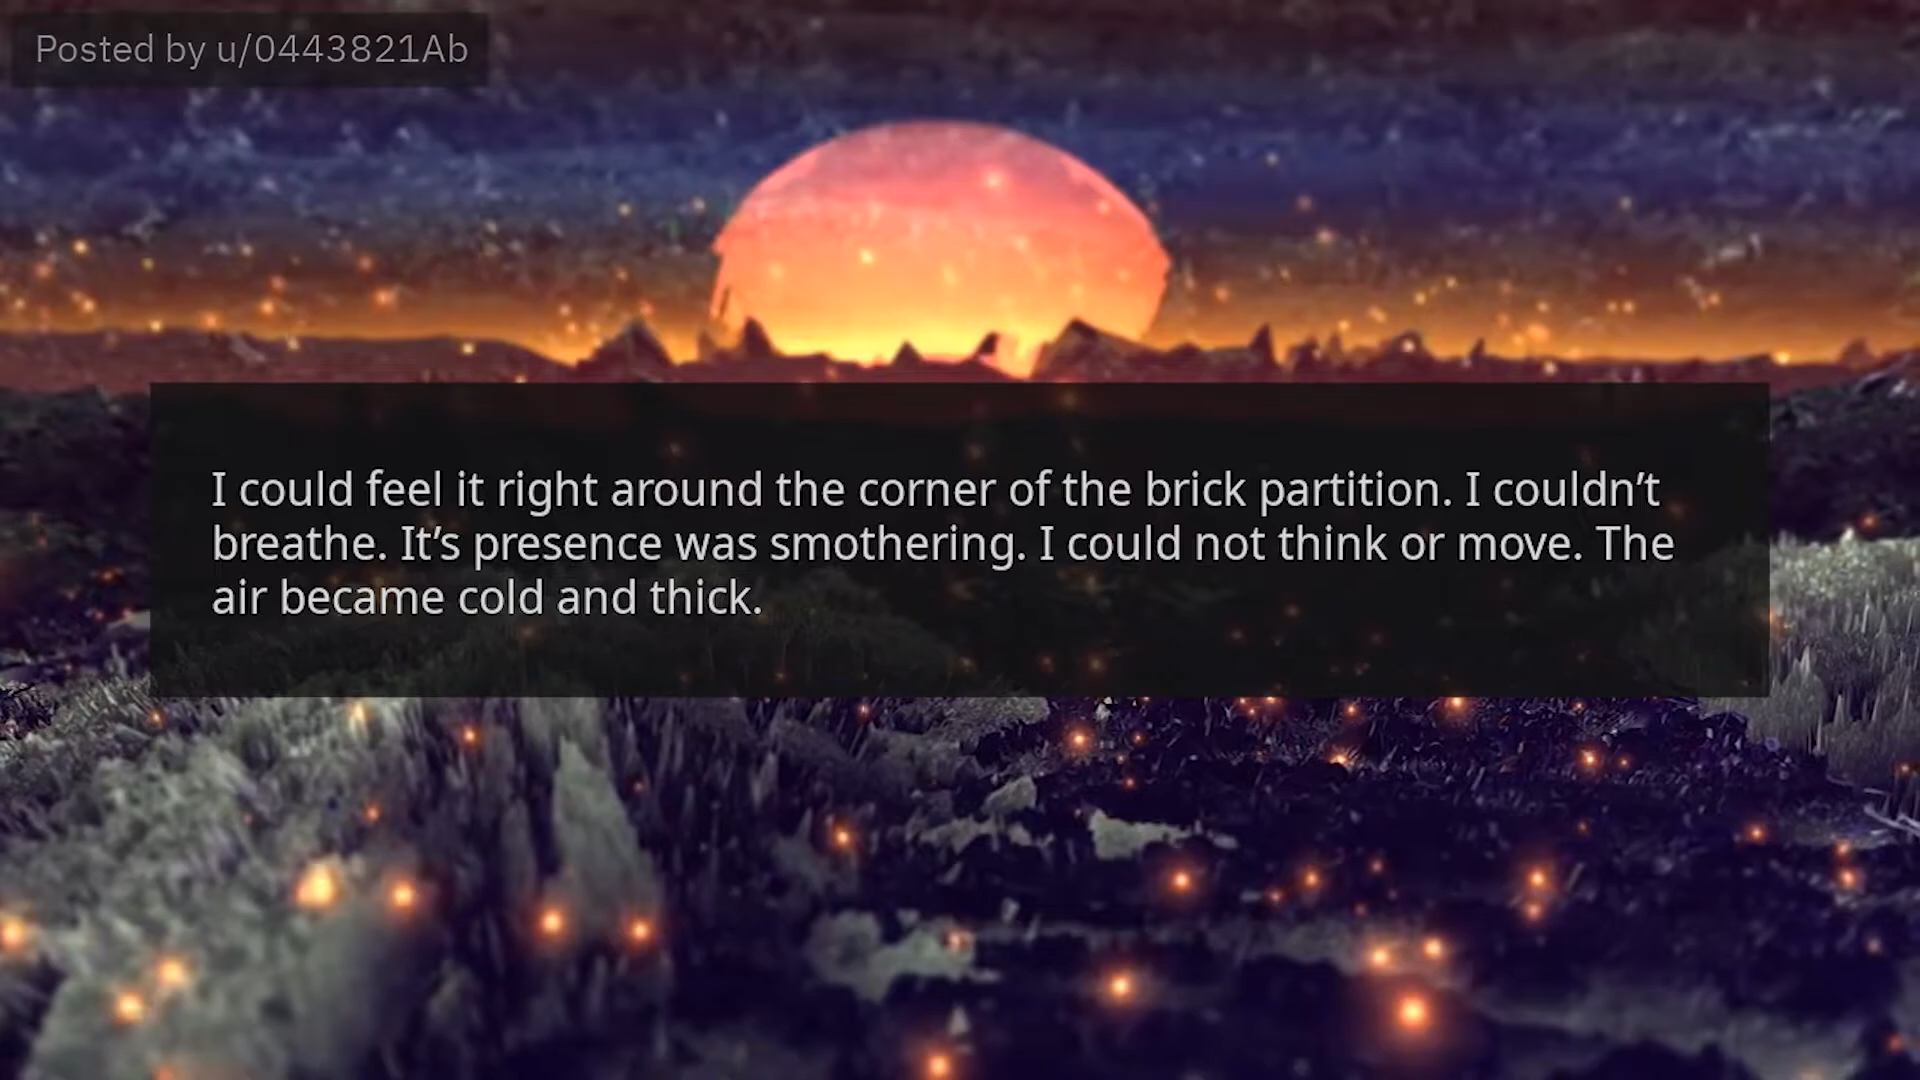 Posted by u/0443821Ab
I could feel it right around the corner of the brick partition. I couldn’t
breathe. It’s presence was smothering. I could not think or move. The
air became cold and thick.